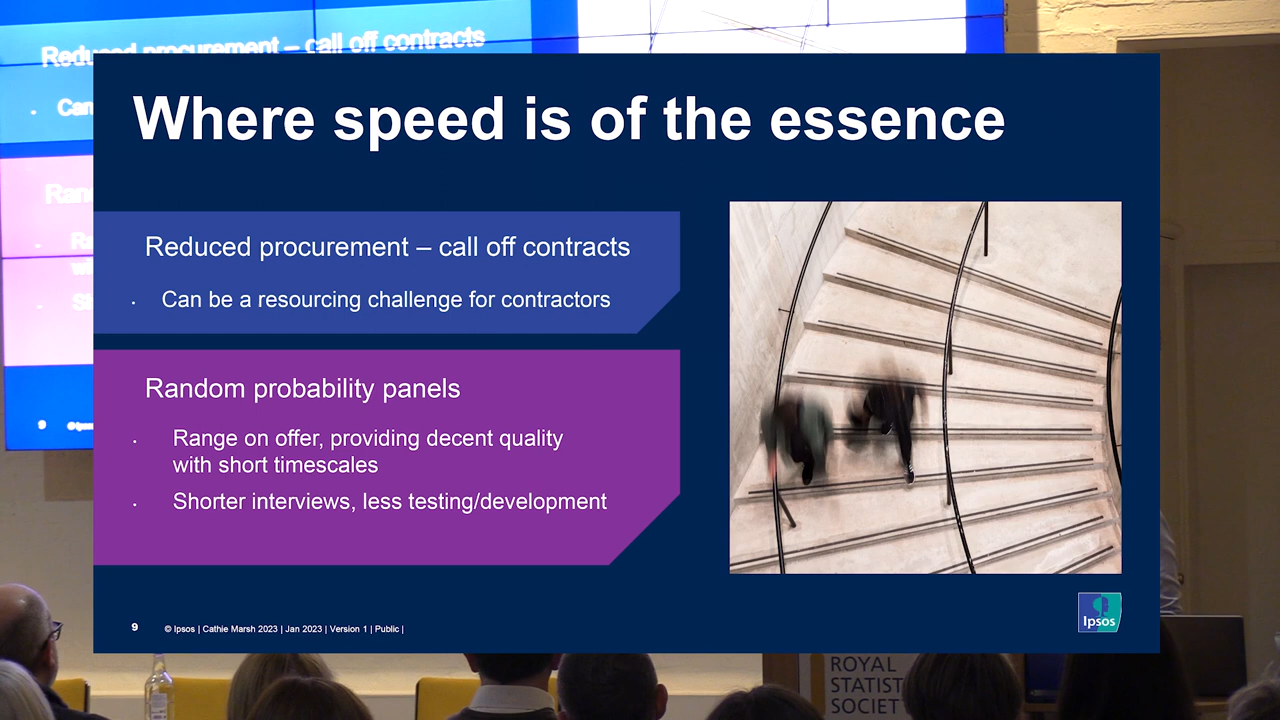 Reduced procurement – call off contracts
Where speed is of the essence
Reduced procurement – call off contracts
· Can be a resourcing challenge for contractors
Random probability panels
· Range on offer, providing decent quality
with short timescales
· Shorter interviews, less testing/development
9
9 © Ipsos | Cathie Marsh 2023 | Jan 2023 | Version 1 | Public |
Ipsos
ROYAL